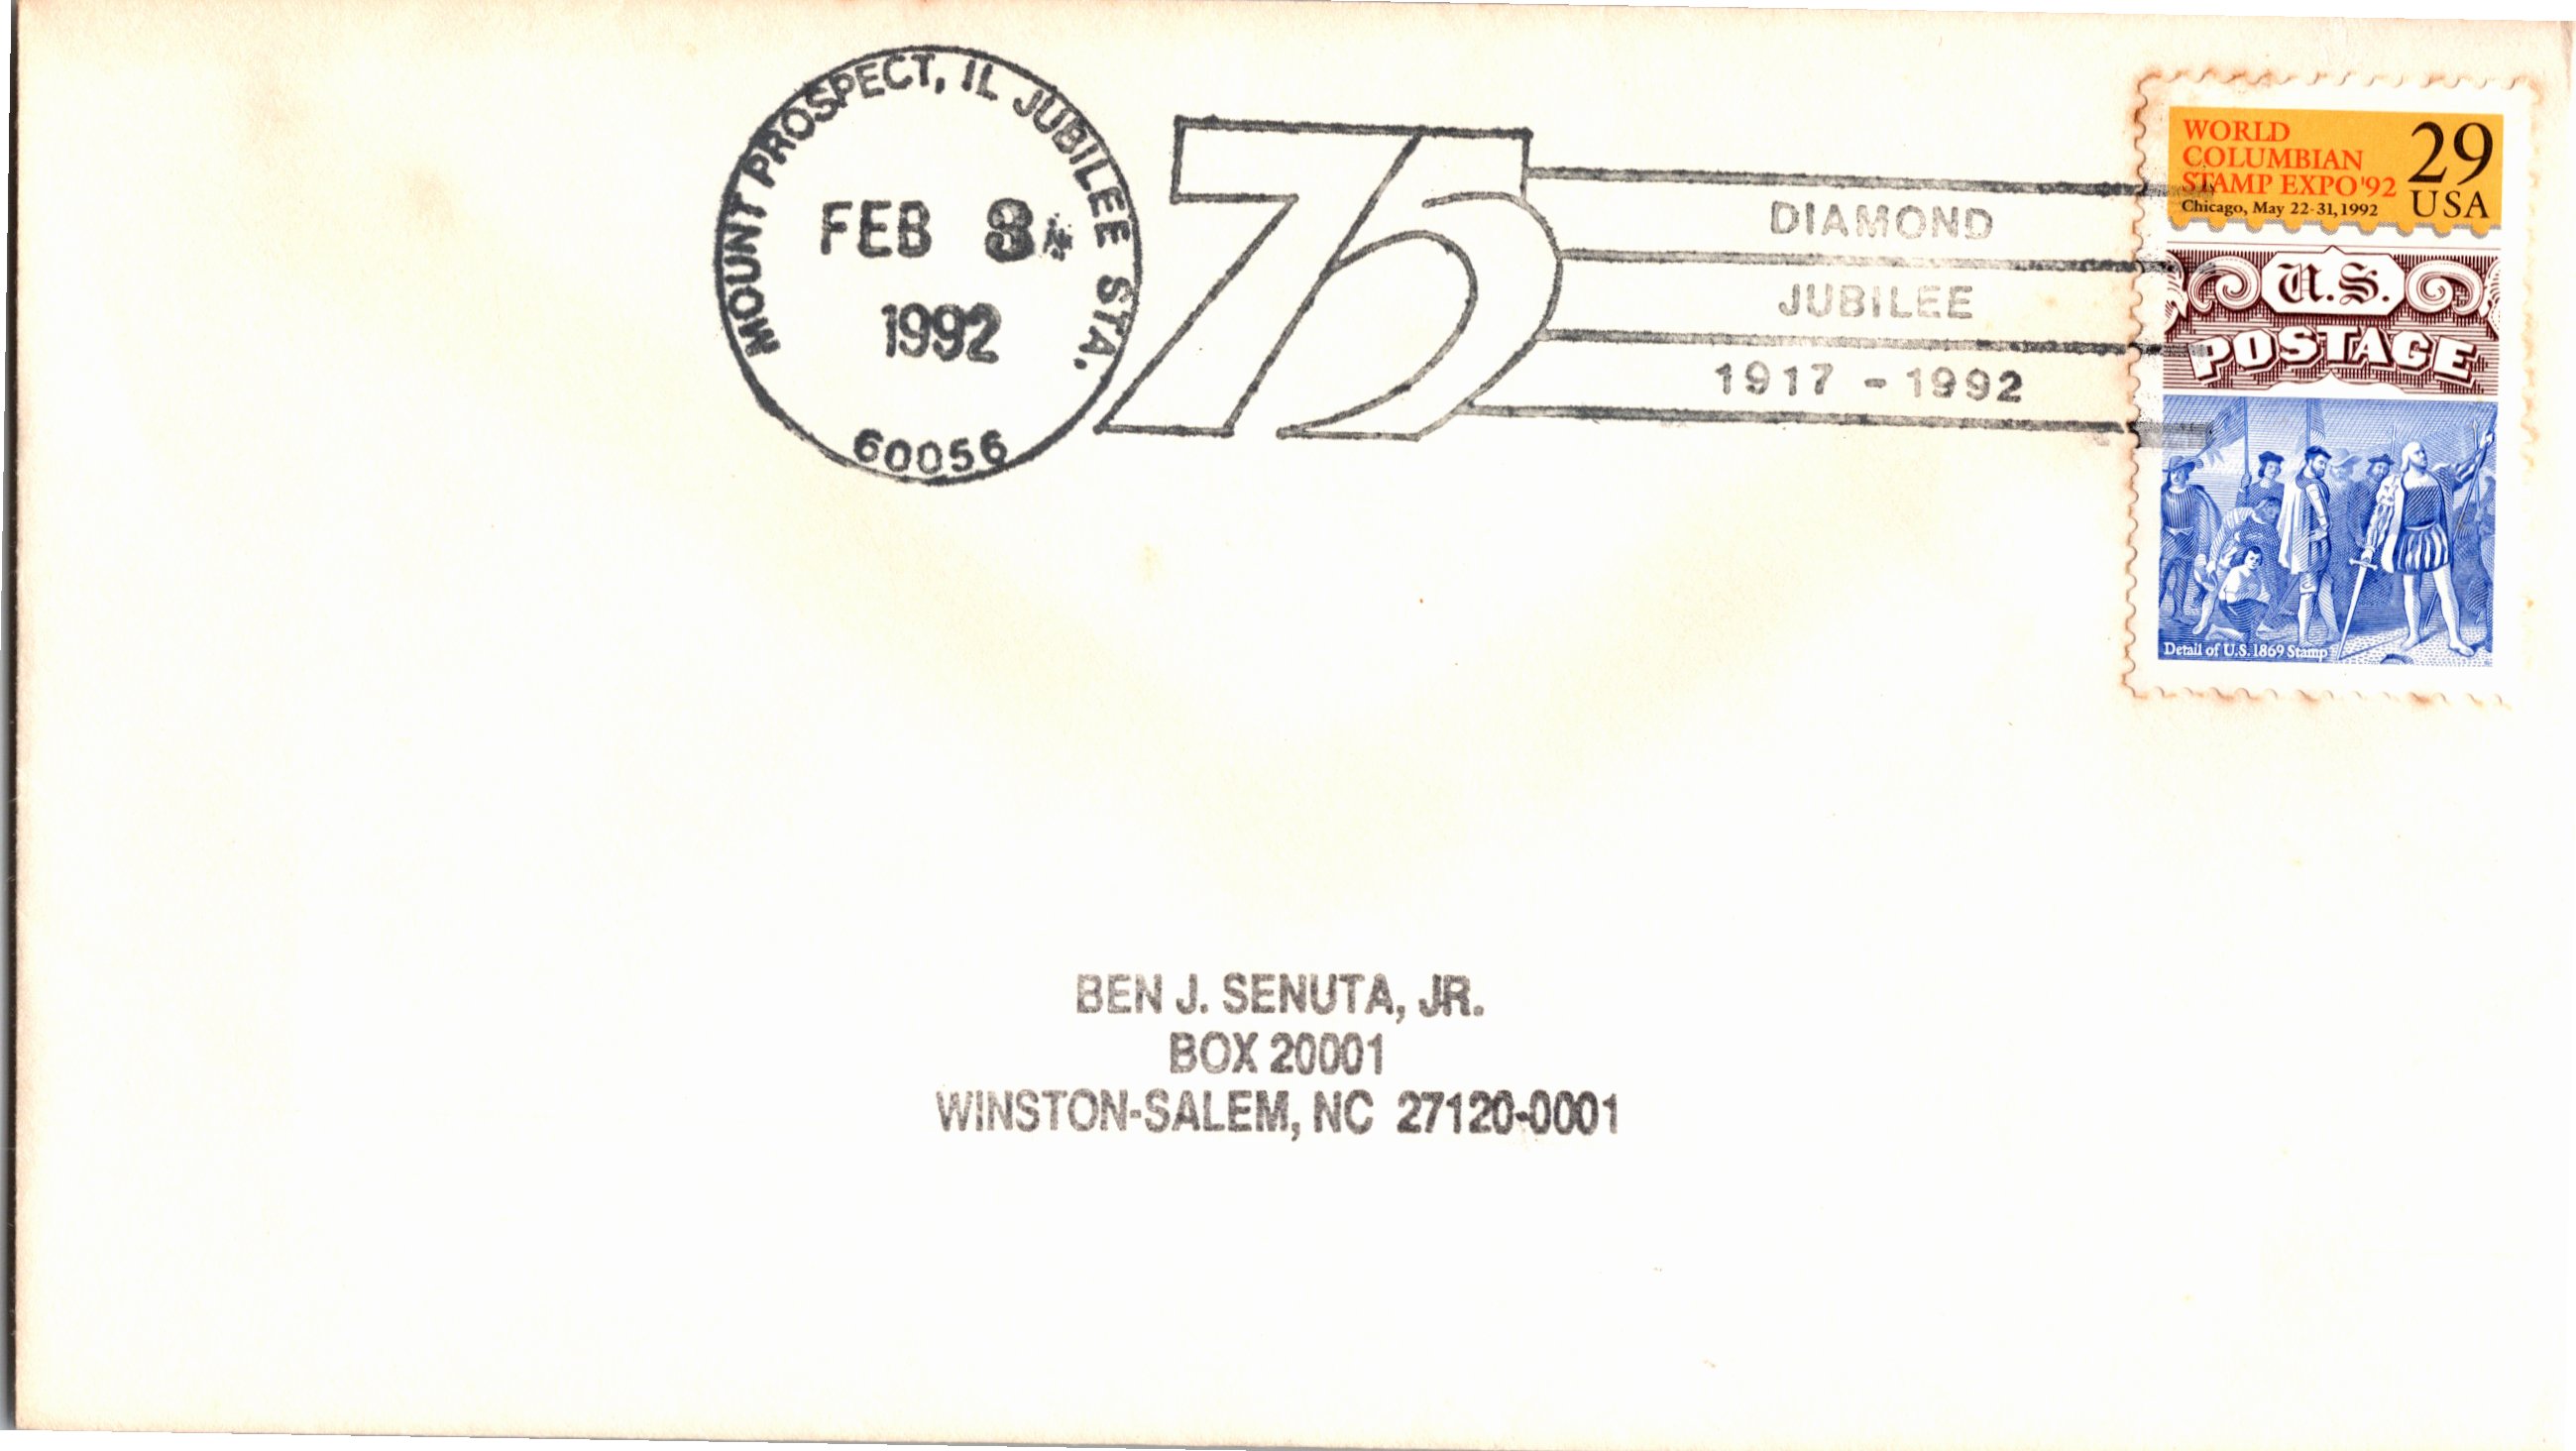 MOUNT PROSPECT, IL JUBILEE STA.
FEB 3
1992
60056
75
DIAMOND
JUBILEE
1917 - 1992
WORLD
COLUMBIAN
STAMP EXPO'92
Chicago, May 22-31, 1992
29
USA
U.S.
POSTAGE
Detail of U.S. 1869 Stamp
BEN J. SENUTA, JR.
BOX 20001
WINSTON-SALEM, NC 27120-0001